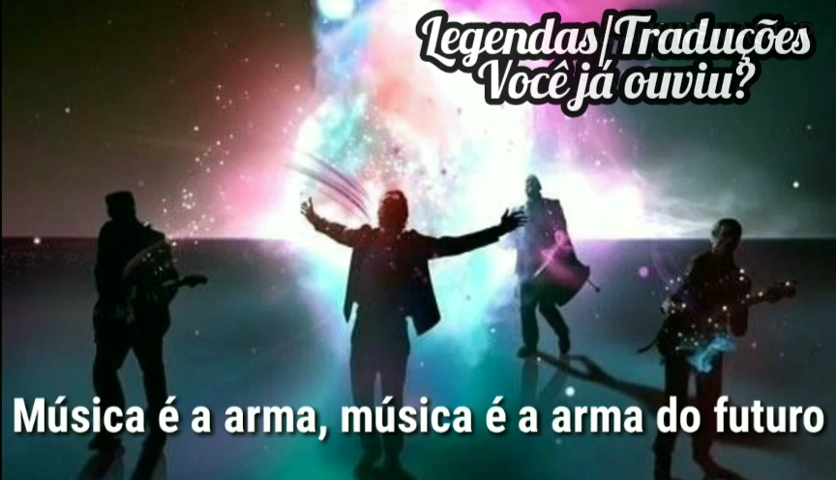 Legendas/Traduções
Você já ouviu?
Música é a arma, música é a arma do futuro